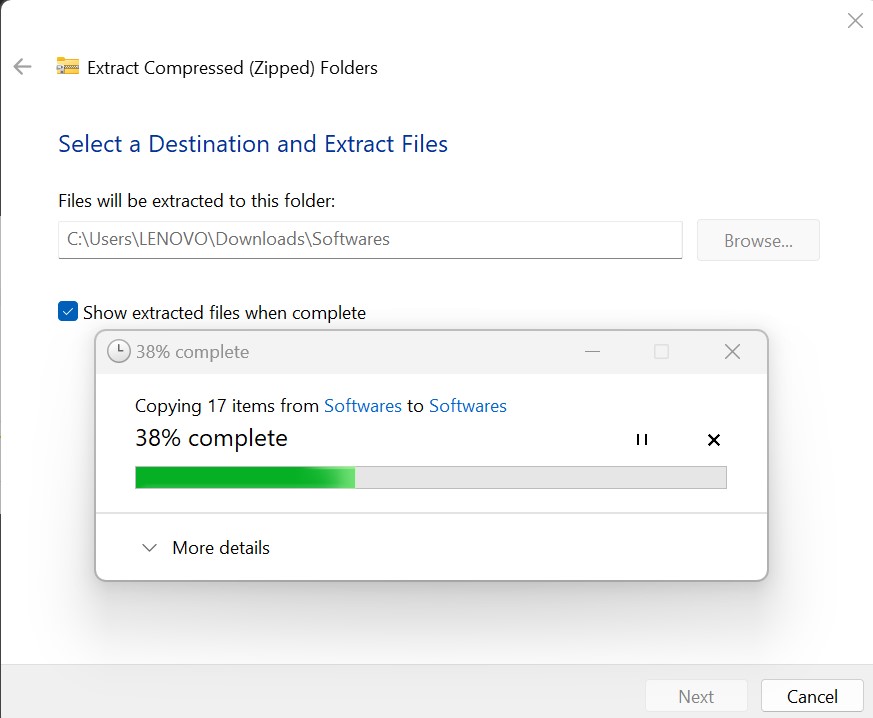 Extract Compressed (Zipped) Folders
Select a Destination and Extract Files
Files will be extracted to this folder:
C:\Users\LENOVO\Downloads\Softwares
Browse...
Show extracted files when complete
38% complete
Copying 17 items from Softwares to Softwares
38% complete
More details
Next
Cancel